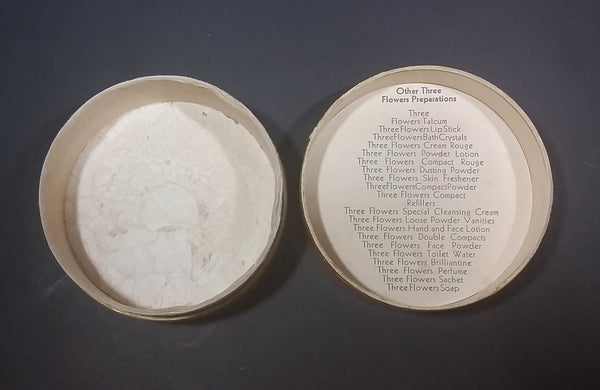 Other Three
Flowers Preparations
Three
Flowers Talcum
Three Flowers Lip Stick
Three Flowers Bath Crystals
Three Flowers Cream Rouge
Three Flowers Powder Lotion
Three Flowers Compact Rouge
Three Flowers Dusting Powder
Three Flowers Skin Freshener
Three Flowers Compact Powder
Three Flowers Compact
Refillers
Three Flowers Special Cleansing Cream
Three Flowers Loose Powder Vanities
Three Flowers Hand and Face Lotion
Three Flowers Double Compacts
Three Flowers Face Powder
Three Flowers Toilet Water
Three Flowers Brilliantine
Three Flowers Perfume
Three Flowers Sachet
Three Flowers Soap